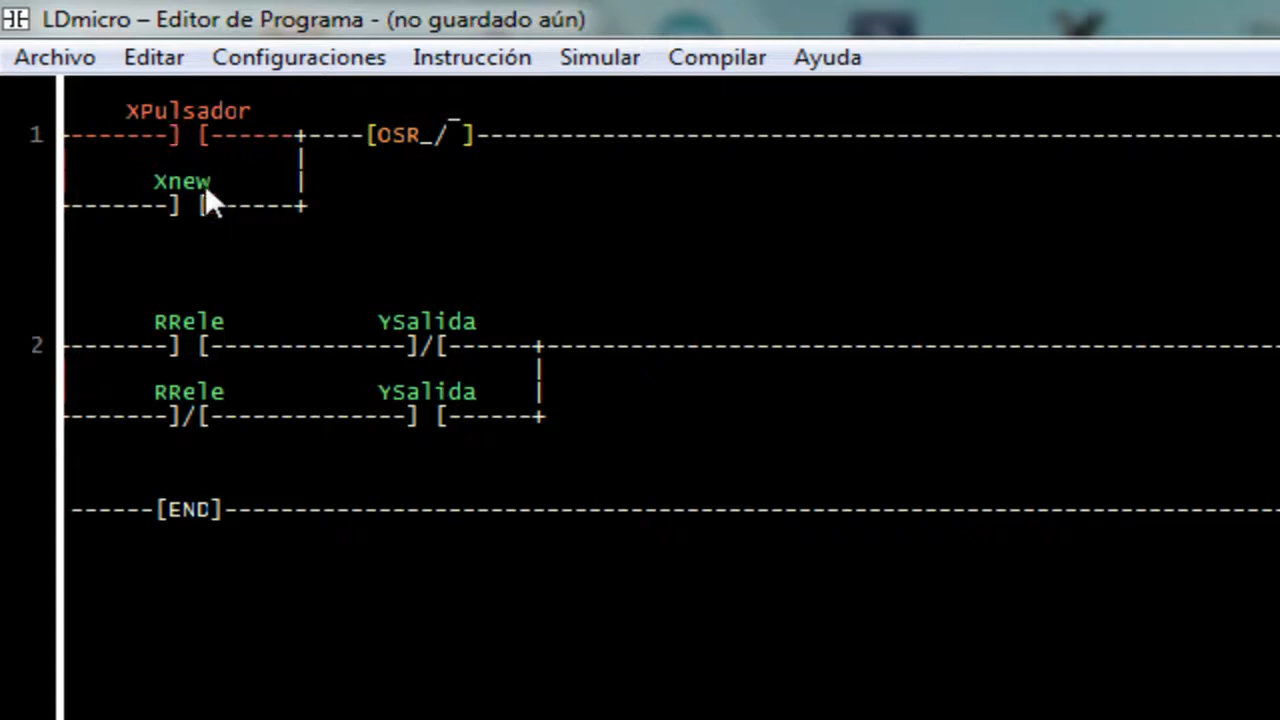 LDmicro – Editor de Programa - (no guardado aún)
Archivo Editar Configuraciones Instrucción Simular Compilar Ayuda
XPulsador
1 --------] [------+----[OSR_/‾]----
Xnew
--------] [------+
RRele YSalida
2 --------] [--------------]/[------+----
RRele YSalida
--------]/[--------------] [------+
------[END]----